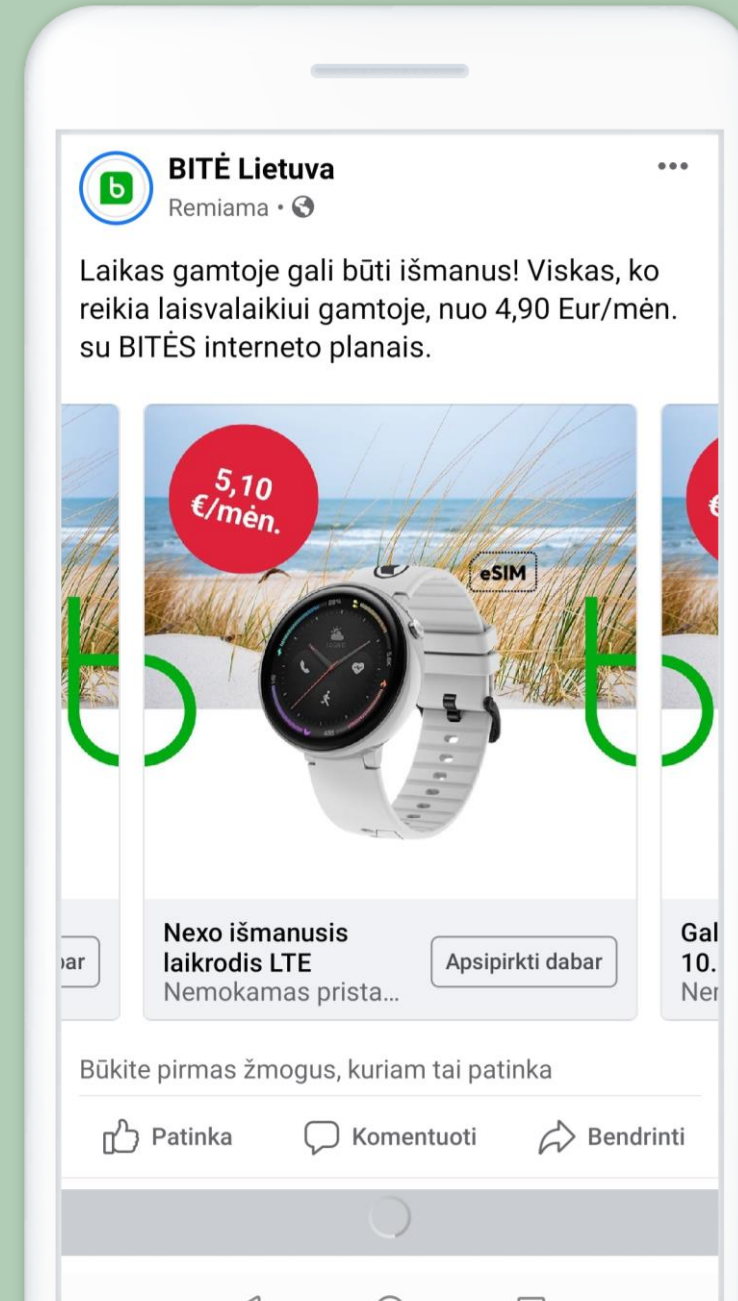 BITĖ Lietuva
Remiama •
Laikas gamtoje gali būti išmanus! Viskas, ko
reikia laisvalaikiui gamtoje, nuo 4,90 Eur/mėn.
su BITĖS interneto planais.
5,10
€/mėn.
€
eSIM
Nexo išmanusis
laikrodis LTE
Nemokamas prista...
Apsipirkti dabar
Gal
10.
Būkite pirmas žmogus, kuriam tai patinka
Patinka
Komentuoti
Bendrinti